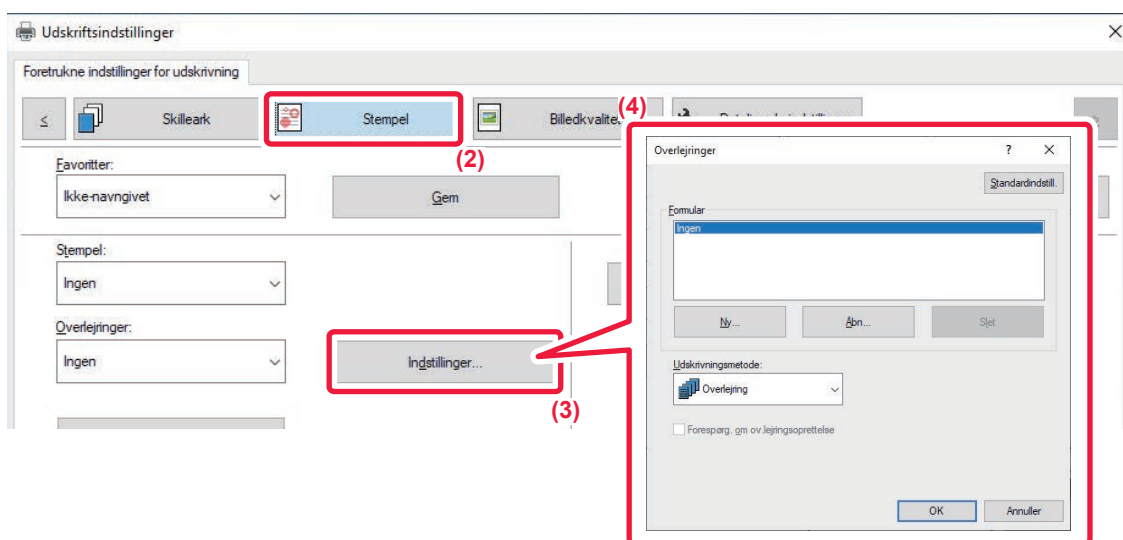 Udskriftsindstillinger
Foretrukne indstillinger for udskrivning
< Skilleark Stempel Billedkvalitet
(2)
(4)
Favoritter:
Ikke-navngivet Gem
Stempel:
Ingen
Overlejringer:
Ingen Indstillinger...
(3)
Overlejringer ? X
Standardindstill.
Formular
Ingen
Ny... Åbn... Slet
Udskrivningsmetode:
Overlejring
Forespørg. om ov.lejringsoprettelse
OK Annuller